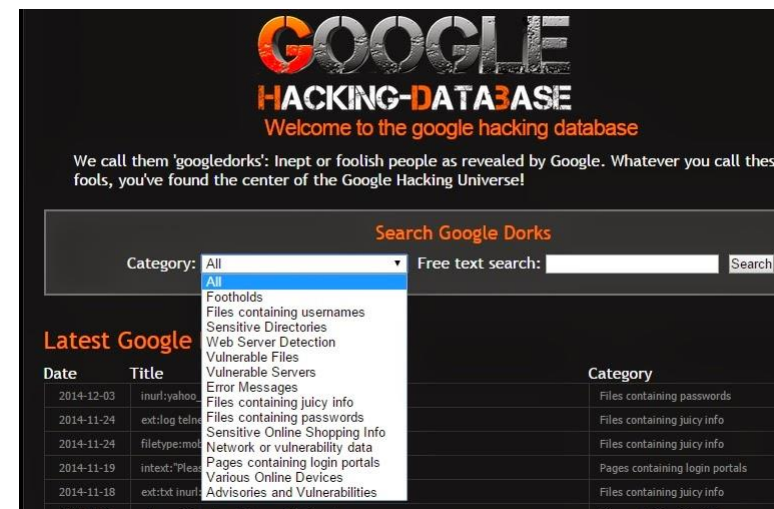 GOOGLE
HACKING-DATABASE
Welcome to the google hacking database
We call them 'googledorks': Inept or foolish people as revealed by Google. Whatever you call thes
fools, you've found the center of the Google Hacking Universe!
Search Google Dorks
Category: All Free text search: Search
All
Footholds
Files containing usernames
Sensitive Directories
Web Server Detection
Vulnerable Files
Vulnerable Servers
Error Messages
Files containing juicy info
Files containing passwords
Sensitive Online Shopping Info
Network or vulnerability data
Pages containing login portals
Various Online Devices
Advisories and Vulnerabilities
Latest Google
Date Title Category
2014-12-03 inurl:yahoo_ Files containing passwords
2014-11-24 ext:log telne Files containing juicy info
2014-11-24 filetype:mob Files containing juicy info
2014-11-19 intext:"Pleas Pages containing login portals
2014-11-18 ext:txt inurl: Files containing juicy info